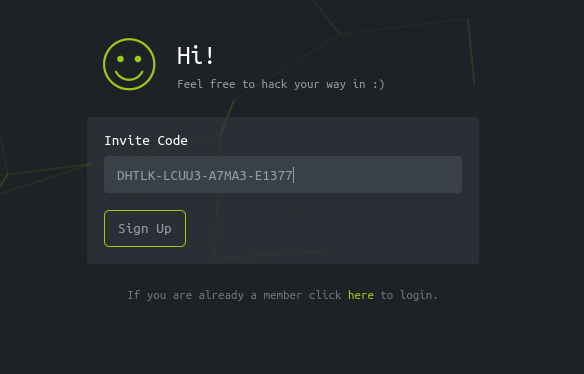 Hi!
Feel free to hack your way in :)
Invite Code
DHTLK-LCUU3-A7MA3-E1377
Sign Up
If you are already a member click here to login.